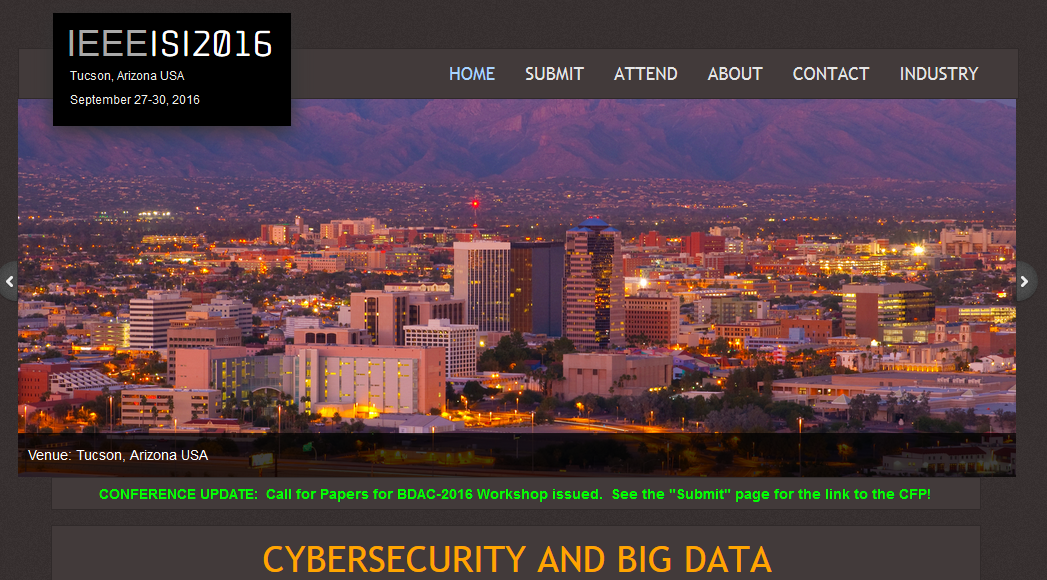 IEEEISI2016
Tucson, Arizona USA
September 27-30, 2016
HOME SUBMIT ATTEND ABOUT CONTACT INDUSTRY
Venue: Tucson, Arizona USA
CONFERENCE UPDATE: Call for Papers for BDAC-2016 Workshop issued. See the "Submit" page for the link to the CFP!
CYBERSECURITY AND BIG DATA